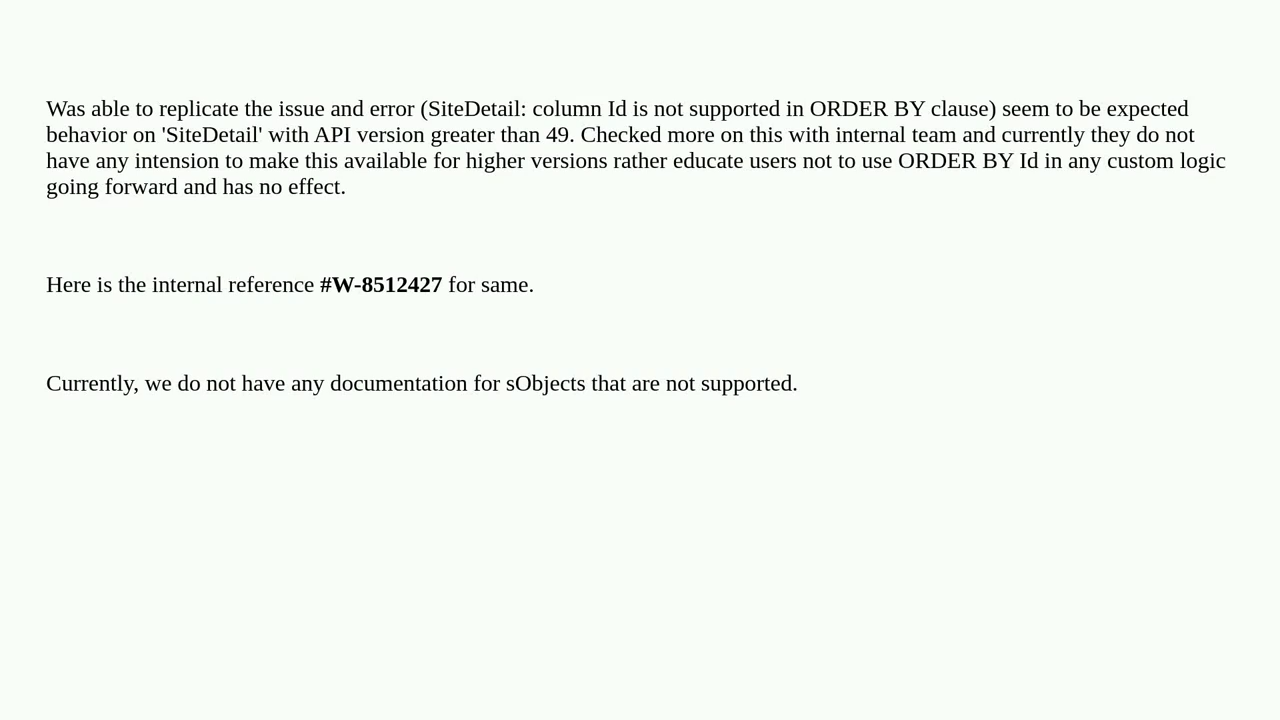 Was able to replicate the issue and error (SiteDetail: column Id is not supported in ORDER BY clause) seem to be expected
behavior on 'SiteDetail' with API version greater than 49. Checked more on this with internal team and currently they do not
have any intension to make this available for higher versions rather educate users not to use ORDER BY Id in any custom logic
going forward and has no effect.
Here is the internal reference #W-8512427 for same.
Currently, we do not have any documentation for sObjects that are not supported.